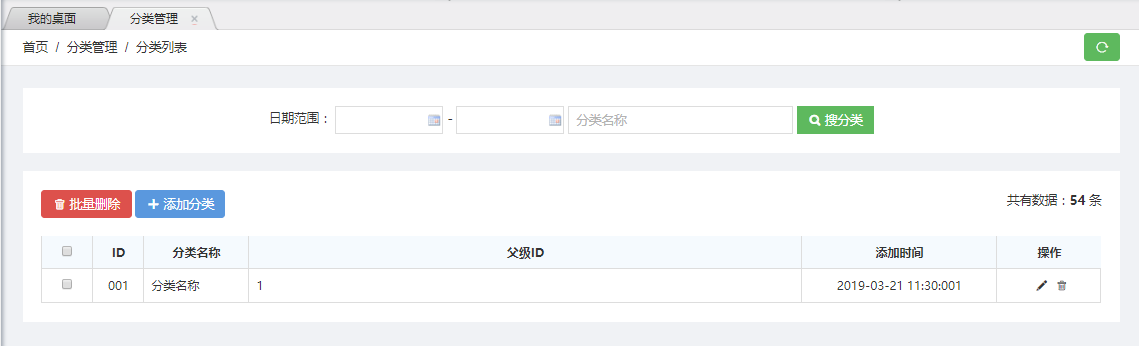 我的桌面 分类管理
首页 / 分类管理 / 分类列表
日期范围： - 分类名称 搜分类
批量删除 添加分类 共有数据：54 条
ID 分类名称 父级ID 添加时间 操作
001 分类名称 1 2019-03-21 11:30:001